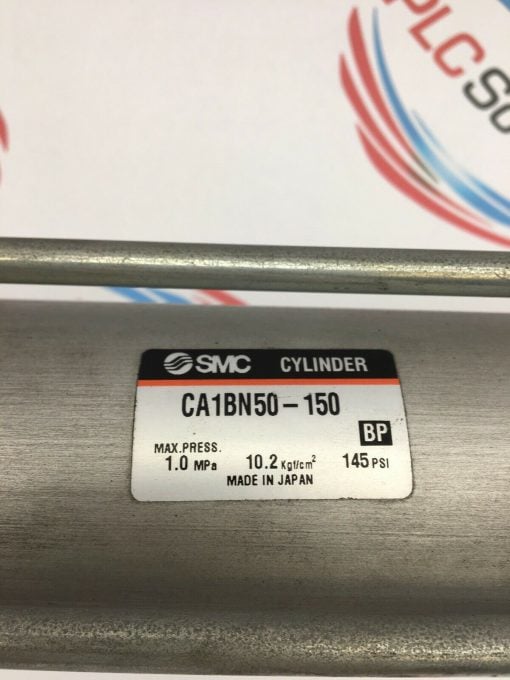 PLC
SMC CYLINDER
CA1BN50-150
BP
MAX.PRESS.
1.0 MPa 10.2 Kgf/cm² 145 PSI
MADE IN JAPAN